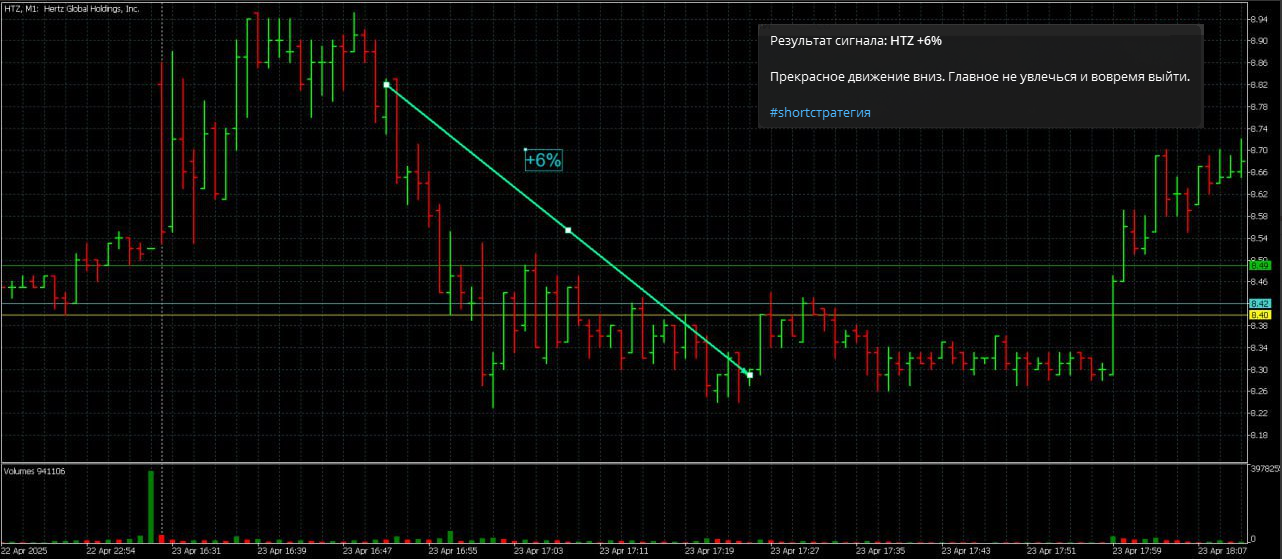 HTZ, M1: Hertz Global Holdings, Inc.
Результат сигнала: HTZ +6%
Прекрасное движение вниз. Главное не увлечься и вовремя выйти.
#shortстратегия
+6%
8.94
8.90
8.86
8.82
8.78
8.74
8.70
8.66
8.62
8.58
8.54
8.50
8.49
8.46
8.42
8.40
8.38
8.34
8.30
8.26
8.22
8.18
Volumes 941106
3978255
0
22 Apr 2025
22 Apr 22:54
23 Apr 16:31
23 Apr 16:39
23 Apr 16:47
23 Apr 16:55
23 Apr 17:03
23 Apr 17:11
23 Apr 17:19
23 Apr 17:27
23 Apr 17:35
23 Apr 17:43
23 Apr 17:51
23 Apr 17:59
23 Apr 18:07